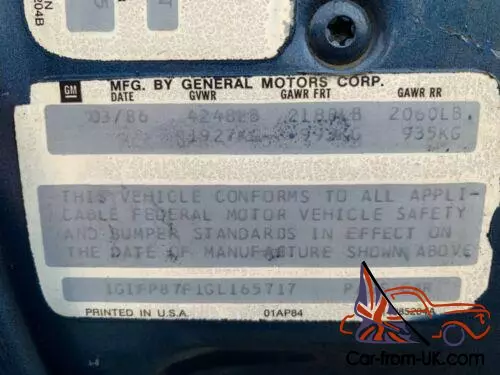 204B
GM
MFG. BY GENERAL MOTORS CORP.
DATE GVWR GAWR FRT GAWR RR
03/86 4248LB 2188LB 2060LB
1927KG 935KG
THIS VEHICLE CONFORMS TO ALL APPLI-
CABLE FEDERAL MOTOR VEHICLE SAFETY
AND BUMPER STANDARDS IN EFFECT ON
THE DATE OF MANUFACTURE SHOWN ABOVE
1G1FP87F1GL165717
PRINTED IN U.S.A. 01AP84
Car-from-UK.com